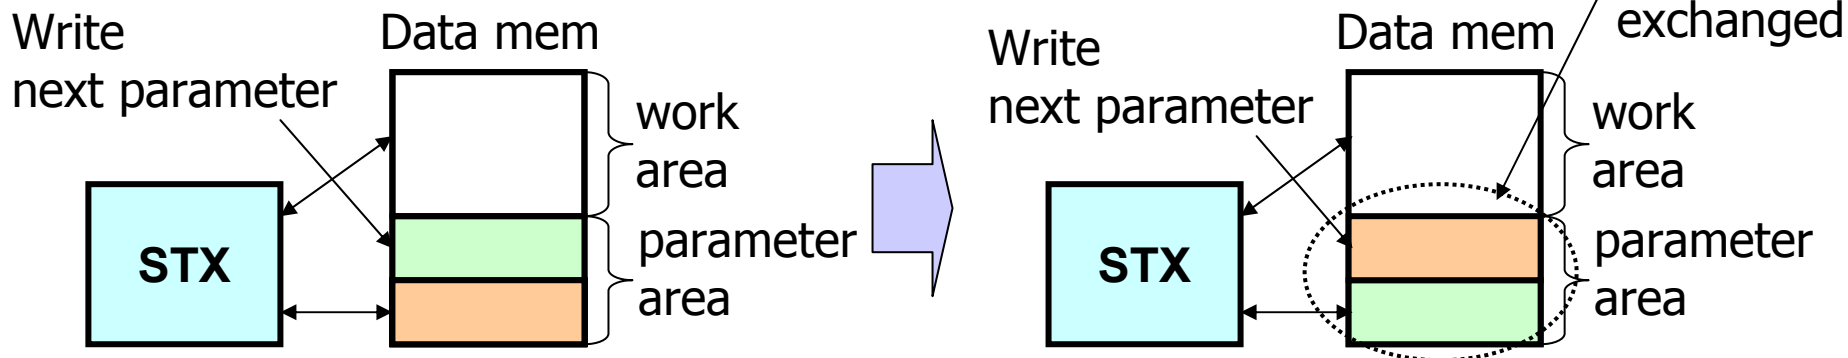 Write
next parameter
Data mem
work
area
parameter
area
STX
Write
next parameter
Data mem
exchanged
work
area
parameter
area
STX